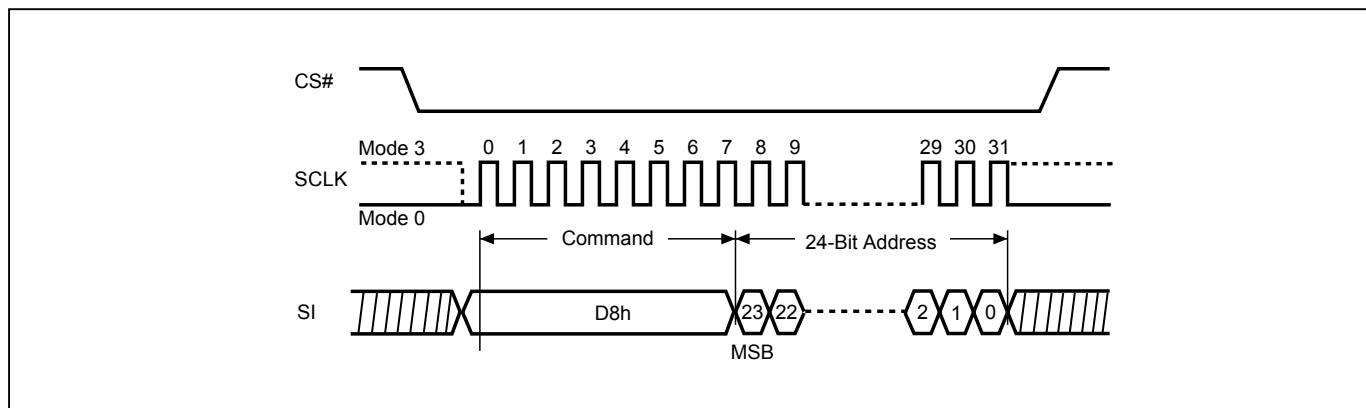 CS#
Mode 3 0 1 2 3 4 5 6 7 8 9 29 30 31
SCLK
Mode 0
Command 24-Bit Address
SI D8h 23 22 2 1 0
MSB